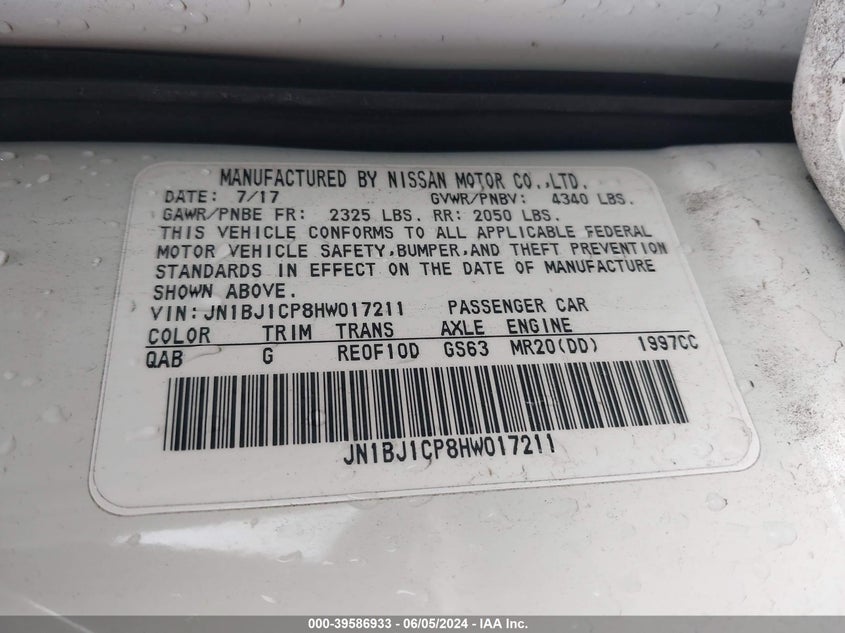 MANUFACTURED BY NISSAN MOTOR CO.,LTD.
DATE: 7/17 GVWR/PNBV: 4340 LBS.
GAWR/PNBE FR: 2325 LBS. RR: 2050 LBS.
THIS VEHICLE CONFORMS TO ALL APPLICABLE FEDERAL
MOTOR VEHICLE SAFETY,BUMPER,AND THEFT PREVENTION
STANDARDS IN EFFECT ON THE DATE OF MANUFACTURE
SHOWN ABOVE.
VIN:JN1BJ1CP8HW017211 PASSENGER CAR
COLOR TRIM TRANS AXLE ENGINE
QAB G RE0F10D GS63 MR20(DD) 1997CC
JN1BJ1CP8HW017211
000-39586933 - 06/05/2024 - IAA Inc.